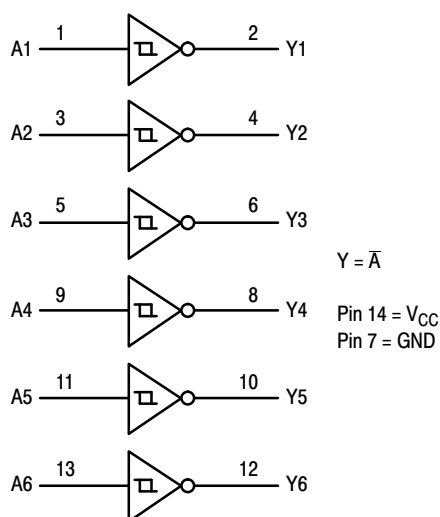 A1 1 2 Y1
A2 3 4 Y2
A3 5 6 Y3
Y = A̅
A4 9 8 Y4
Pin 14 = VCC
Pin 7 = GND
A5 11 10 Y5
A6 13 12 Y6